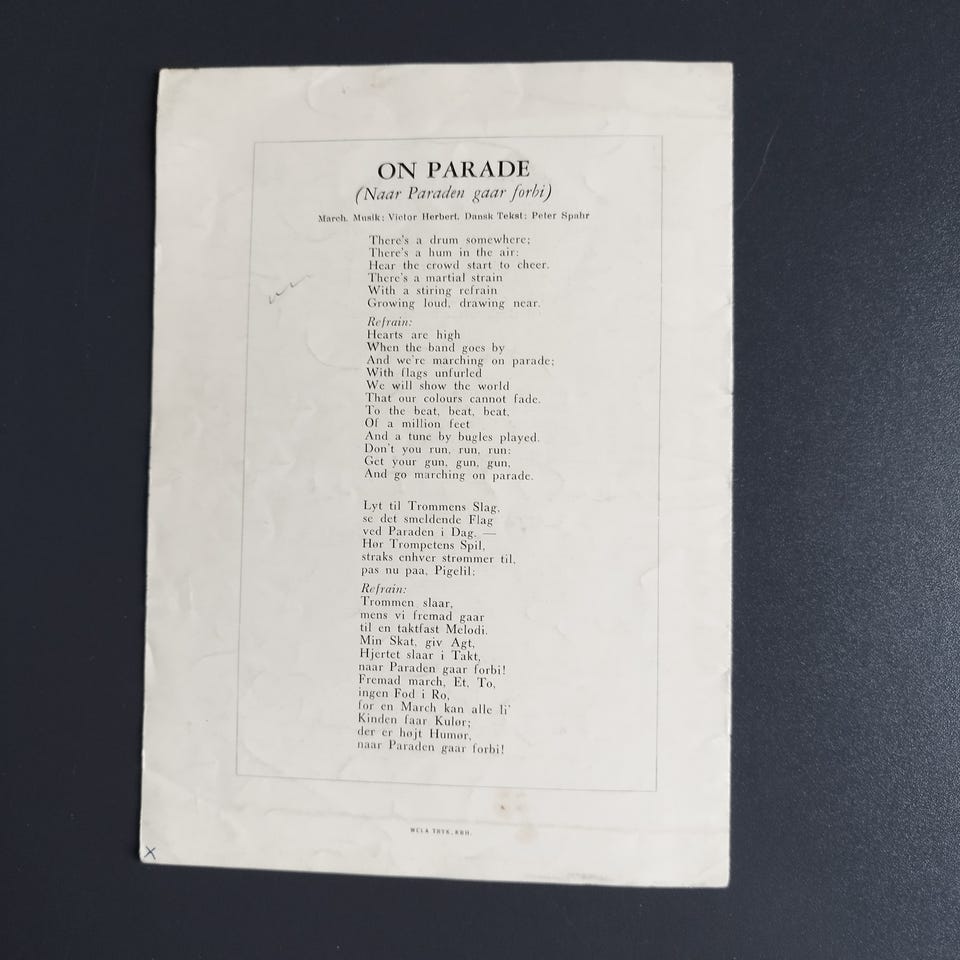 ON PARADE
(Naar Paraden gaar forbi)
March. Musik: Victor Herbert. Dansk Tekst: Peter Spahr
There's a drum somewhere;
There's a hum in the air;
Hear the crowd start to cheer.
There's a martial strain
With a stiring refrain
Growing loud, drawing near.
Refrain:
Hearts are high
When the band goes by
And we're marching on parade;
With flags unfurled
We will show the world
That our colours cannot fade.
To the beat, beat, beat,
Of a million feet
And a tune by bugles played.
Don't you run, run, run:
Get your gun, gun, gun,
And go marching on parade.
Lyt til Trommens Slag,
se det smeldende Flag
ved Paraden i Dag. —
Hør Trompetens Spil,
straks enhver strømmer til,
pas nu paa, Pigelil:
Refrain:
Trommen slaar,
mens vi fremad gaar
til en taktfast Melodi.
Min Skat, giv Agt,
Hjertet slaar i Takt,
naar Paraden gaar forbi!
Fremad march, Et, To,
ingen Fod i Ro,
for en March kan alle li'
Kinden faar Kulør;
der er højt Humør,
naar Paraden gaar forbi!
TRYK, KBH.
X